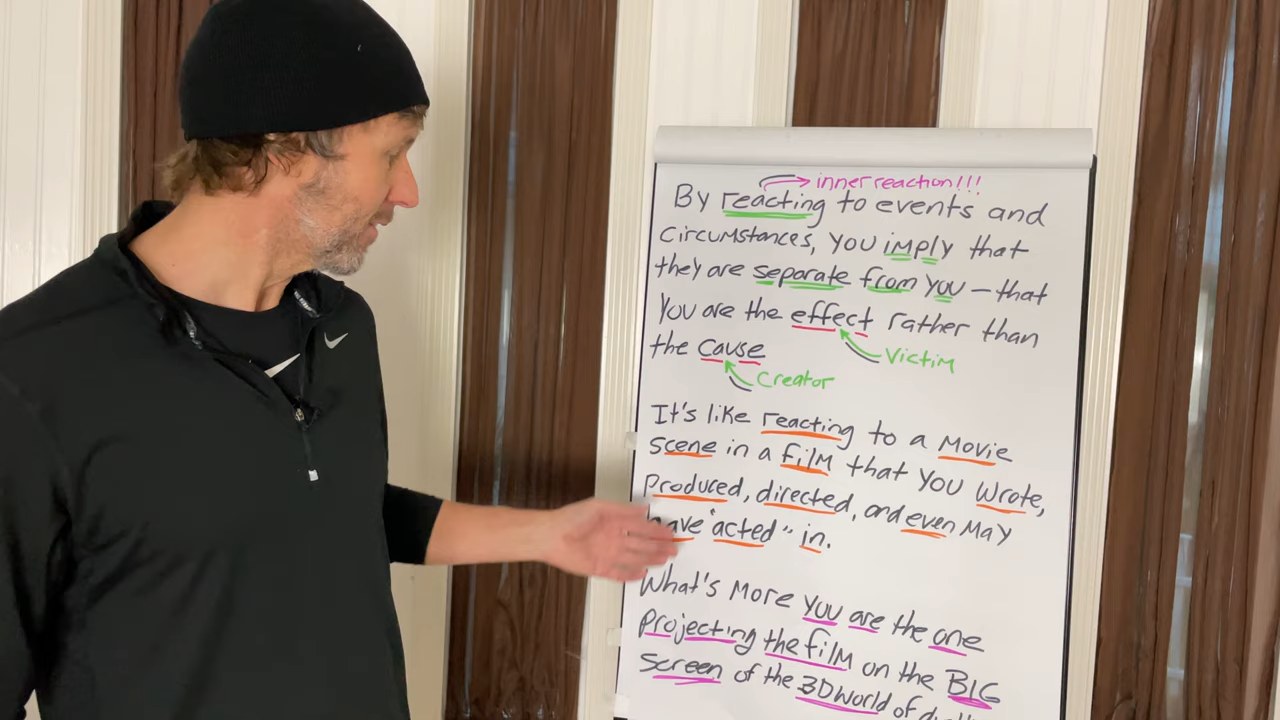 inner reaction!!!
By reacting to events and
circumstances, you imply that
they are separate from you – that
you are the effect rather than
Victim
the cause
Creator
It's like reacting to a Movie
scene in a film that you wrote,
Produced, directed, and even May
have "acted" in.
What's More you are the one
Projecting the film on the BIG
screen of the 3D world of